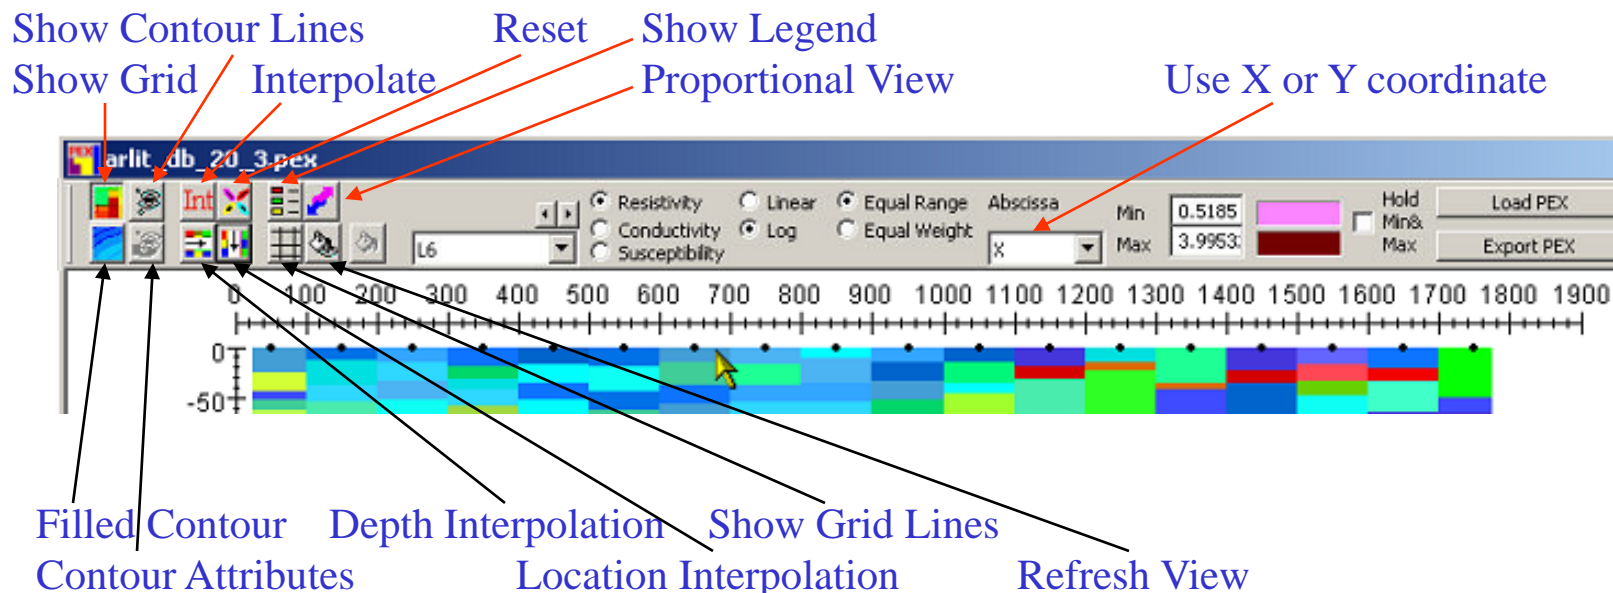 Show Contour Lines Reset Show Legend
Show Grid Interpolate Proportional View Use X or Y coordinate
PEX arlit_db_20_3.pex
Int Resistivity Linear Equal Range Abscissa Min 0.5185 Hold Load PEX
Conductivity Log Equal Weight Min&
L6 Susceptibility X Max 3.9953 Max Export PEX
0 100 200 300 400 500 600 700 800 900 1000 1100 1200 1300 1400 1500 1600 1700 1800 1900
0
-50
Filled Contour Depth Interpolation Show Grid Lines
Contour Attributes Location Interpolation Refresh View